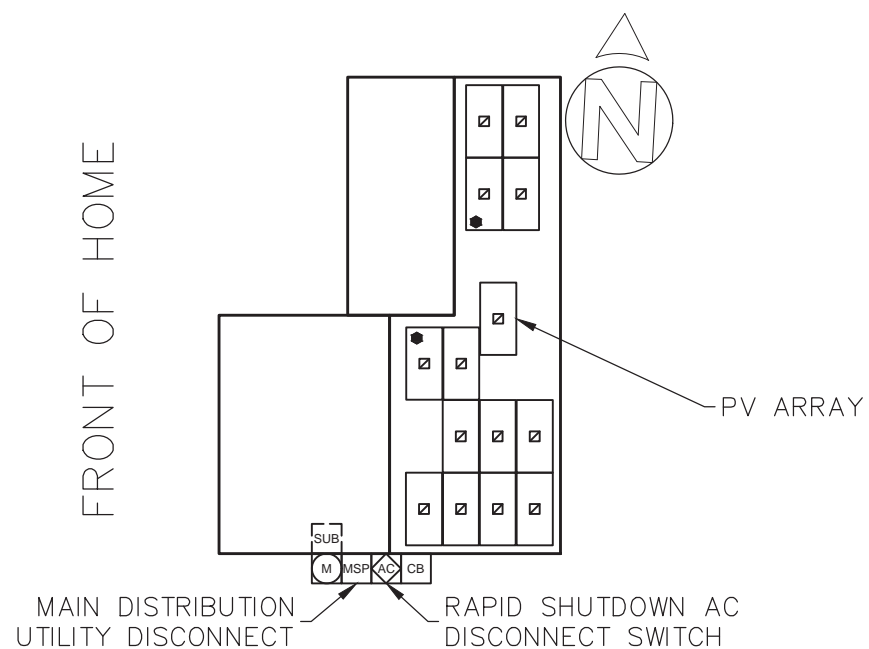 N
FRONT OF HOME
PV ARRAY
SUB
M MSP AC CB
MAIN DISTRIBUTION
UTILITY DISCONNECT
RAPID SHUTDOWN AC
DISCONNECT SWITCH